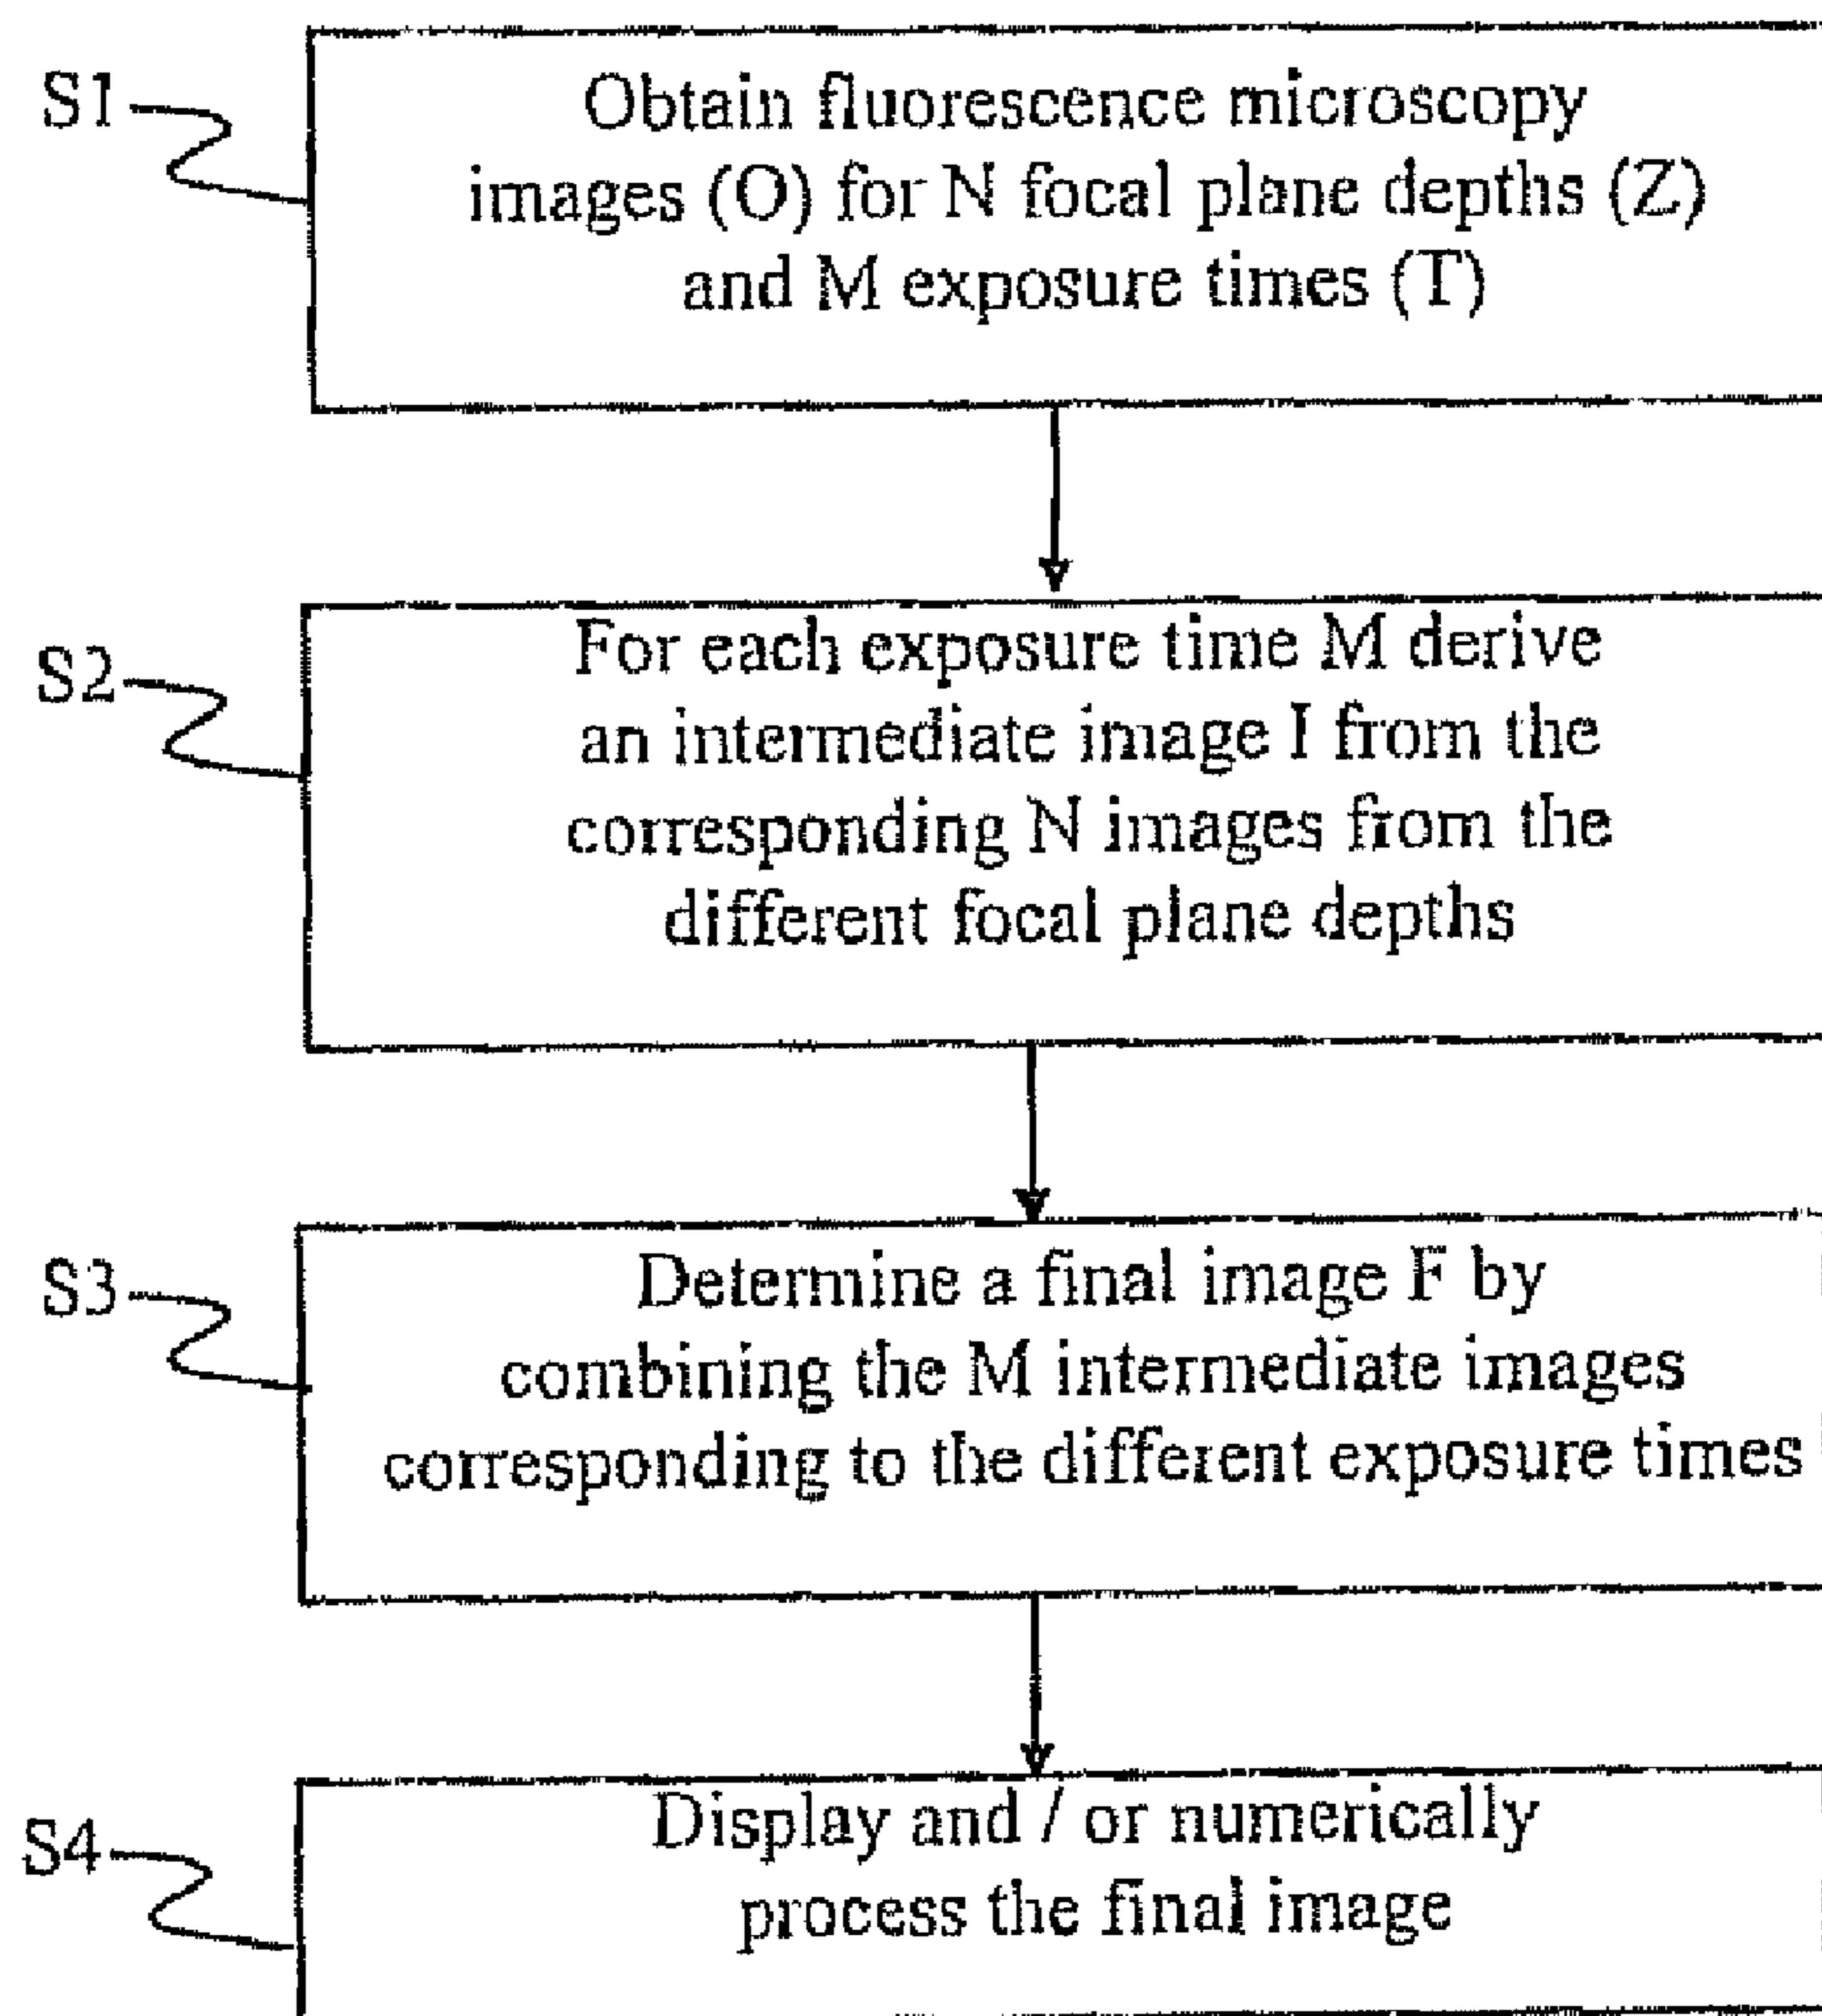 S1
Obtain fluorescence microscopy
images (O) for N focal plane depths (Z)
and M exposure times (T)
S2
For each exposure time M derive
an intermediate image I from the
corresponding N images from the
different focal plane depths
S3
Determine a final image F by
combining the M intermediate images
corresponding to the different exposure times
S4
Display and / or numerically
process the final image